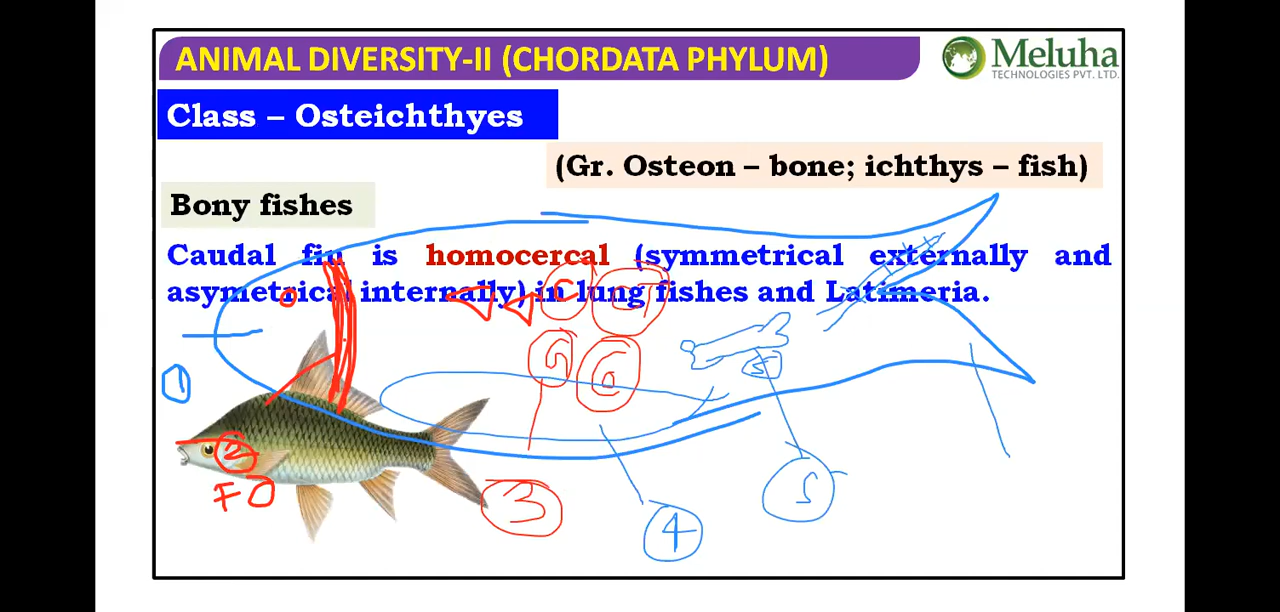 ANIMAL DIVERSITY-II (CHORDATA PHYLUM)
Meluha
TECHNOLOGIES PVT. LTD.
Class – Osteichthyes
(Gr. Osteon – bone; ichthys – fish)
Bony fishes
Caudal fin is homocercal (symmetrical externally and
asymetrical internally) in lung fishes and Latimeria.
1
2
FO
3
4
5